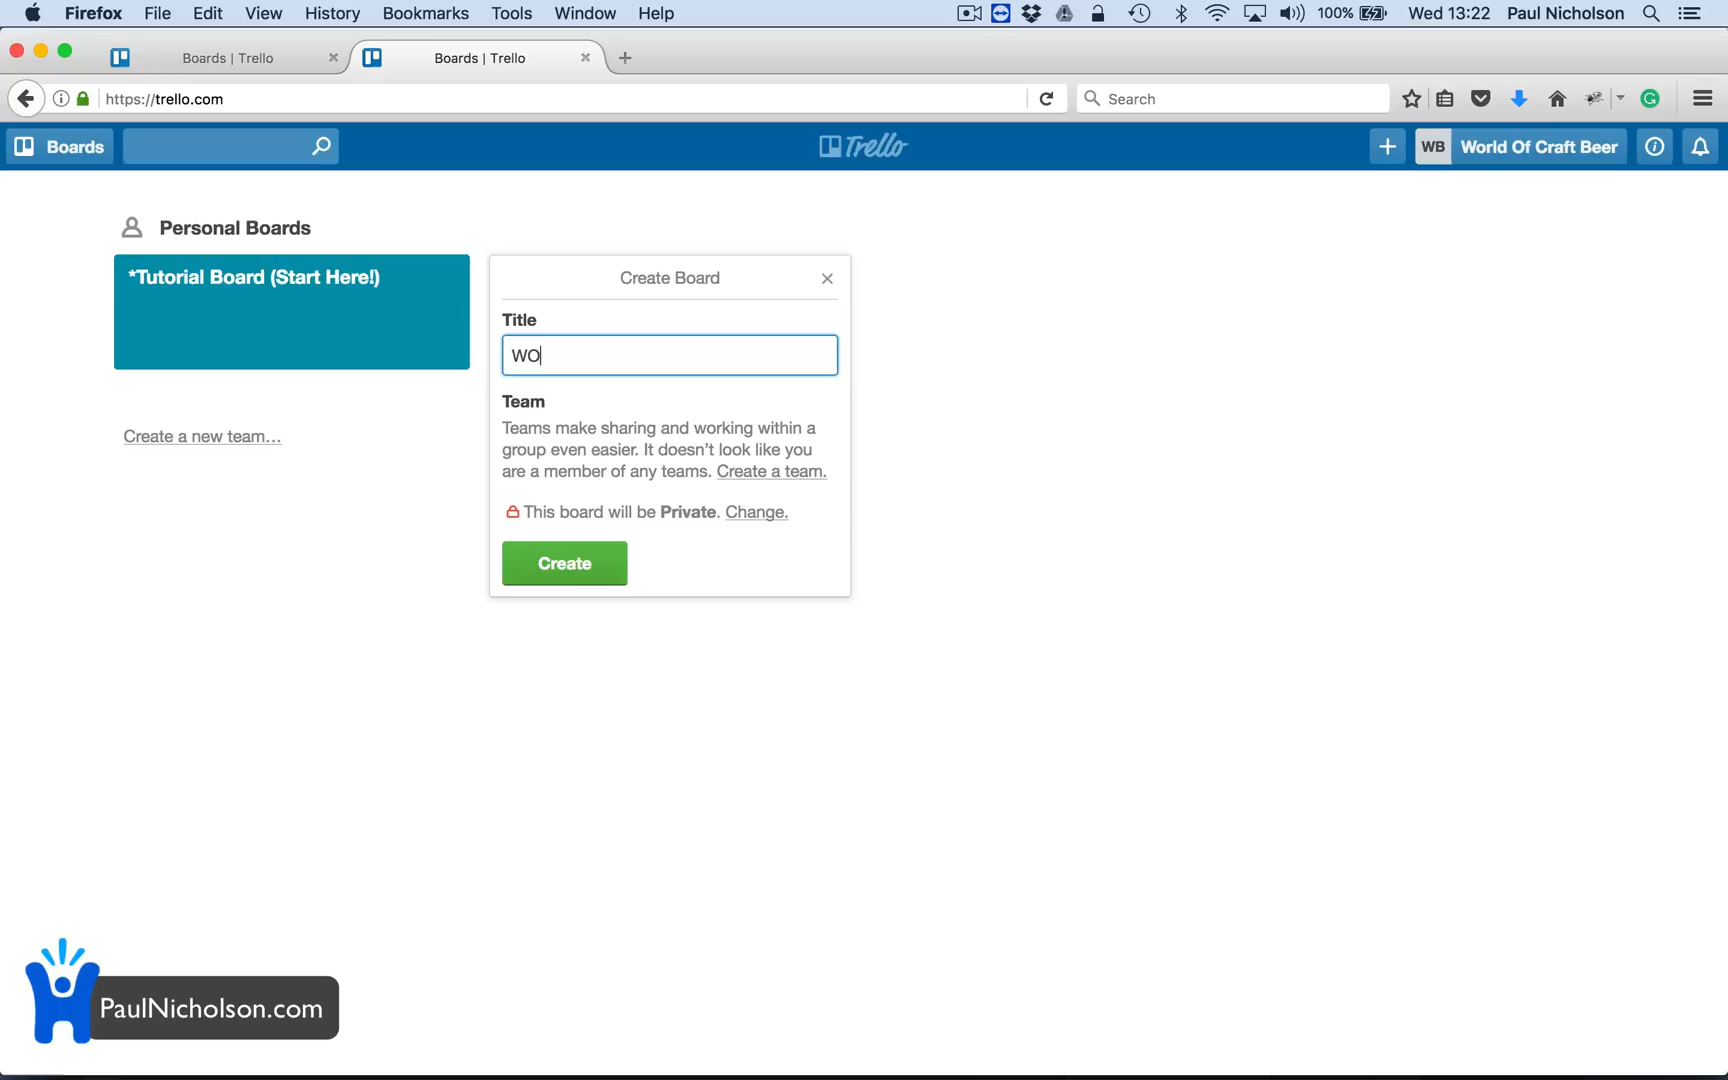 Firefox File Edit View History Bookmarks Tools Window Help 100% Wed 13:22 Paul Nicholson
Boards | Trello Boards | Trello
https://trello.com Search
Boards Trello WB World Of Craft Beer
Personal Boards
*Tutorial Board (Start Here!)
Create a new team…
Create Board
Title
WO
Team
Teams make sharing and working within a
group even easier. It doesn’t look like you
are a member of any teams. Create a team.
This board will be Private. Change.
Create
PaulNicholson.com